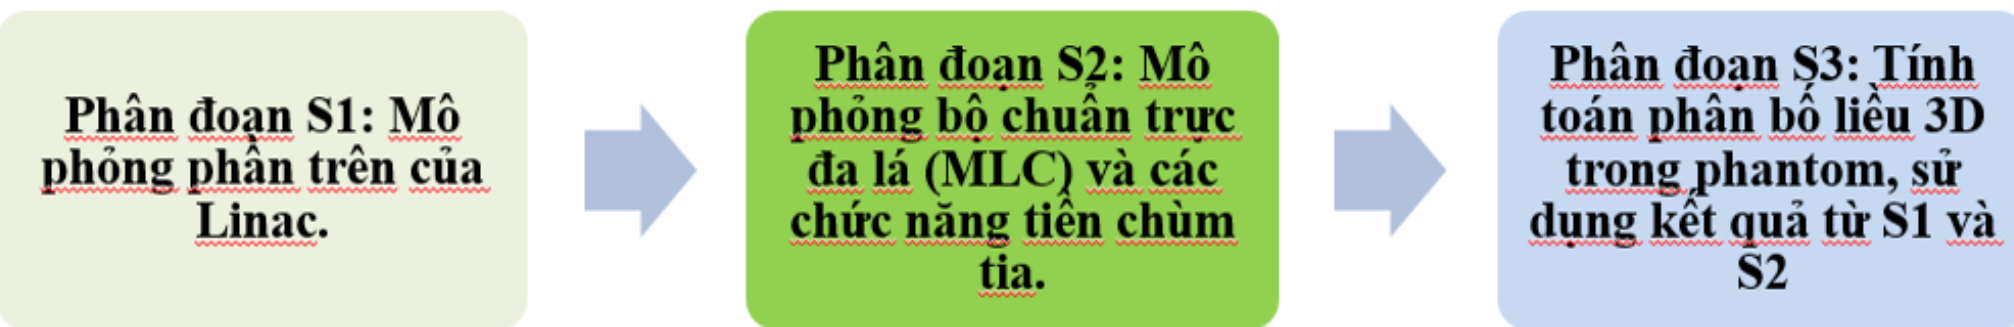 Phân đoạn S1: Mô
phỏng phần trên của
Linac.
Phân đoạn S2: Mô
phỏng bộ chuẩn trực
đa lá (MLC) và các
chức năng tiền chùm
tia.
Phân đoạn S3: Tính
toán phân bố liều 3D
trong phantom, sử
dụng kết quả từ S1 và
S2